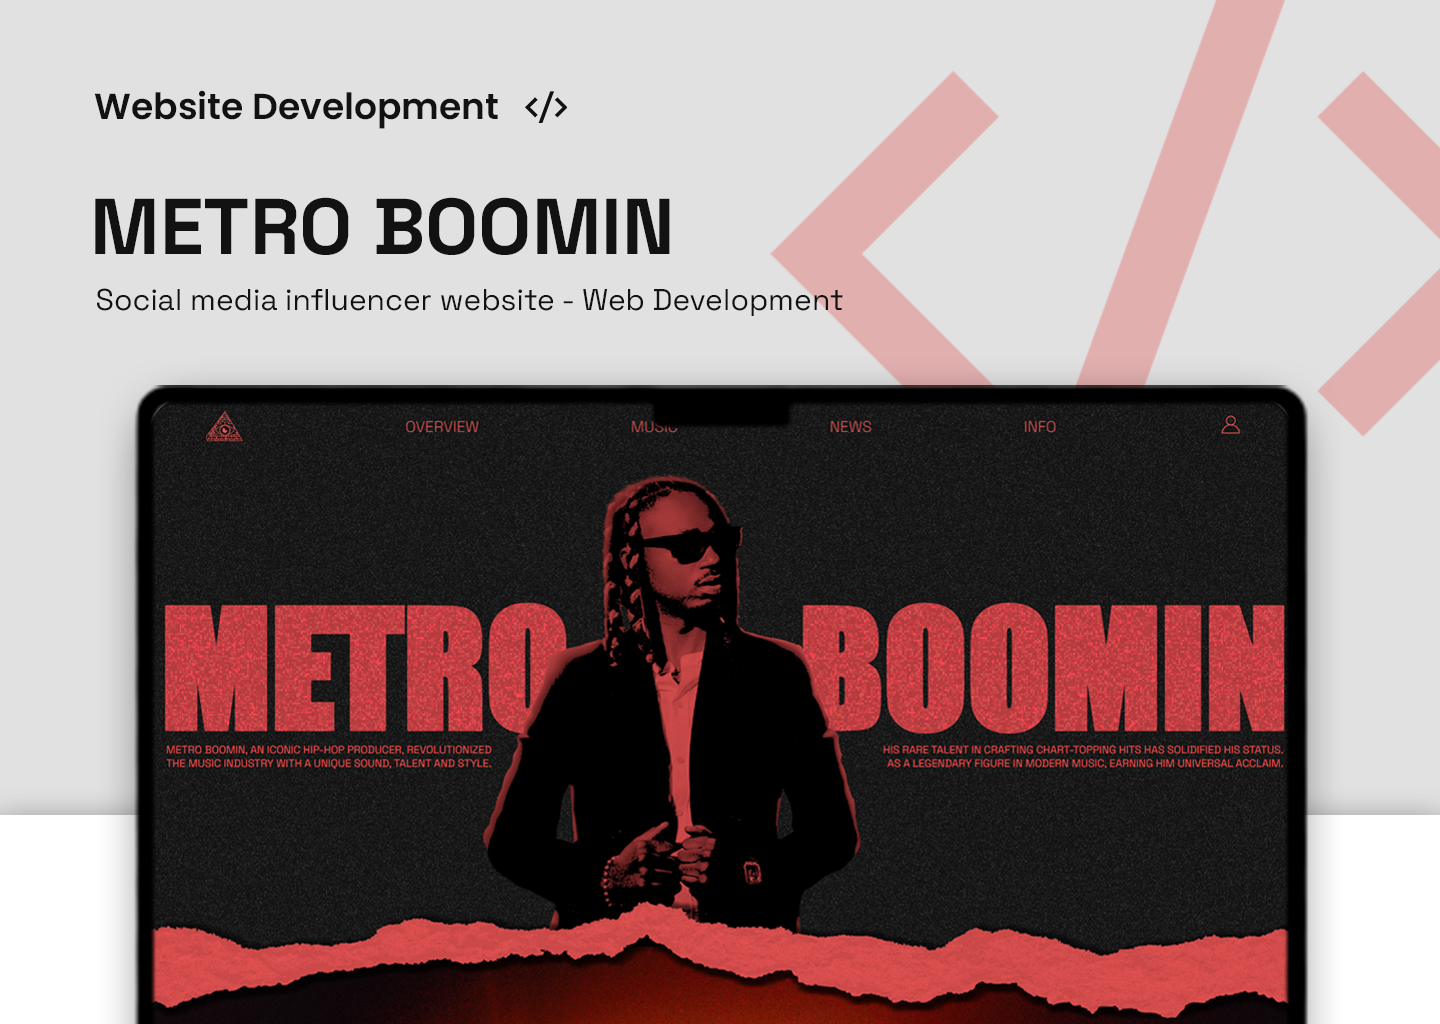 Website Development </>
METRO BOOMIN
Social media influencer website - Web Development
OVERVIEW MUSIC NEWS INFO
METRO BOOMIN
METRO BOOMIN, AN ICONIC HIP-HOP PRODUCER, REVOLUTIONIZED
THE MUSIC INDUSTRY WITH A UNIQUE SOUND, TALENT AND STYLE.
HIS RARE TALENT IN CRAFTING CHART-TOPPING HITS HAS SOLIDIFIED HIS STATUS.
AS A LEGENDARY FIGURE IN MODERN MUSIC, EARNING HIM UNIVERSAL ACCLAIM.